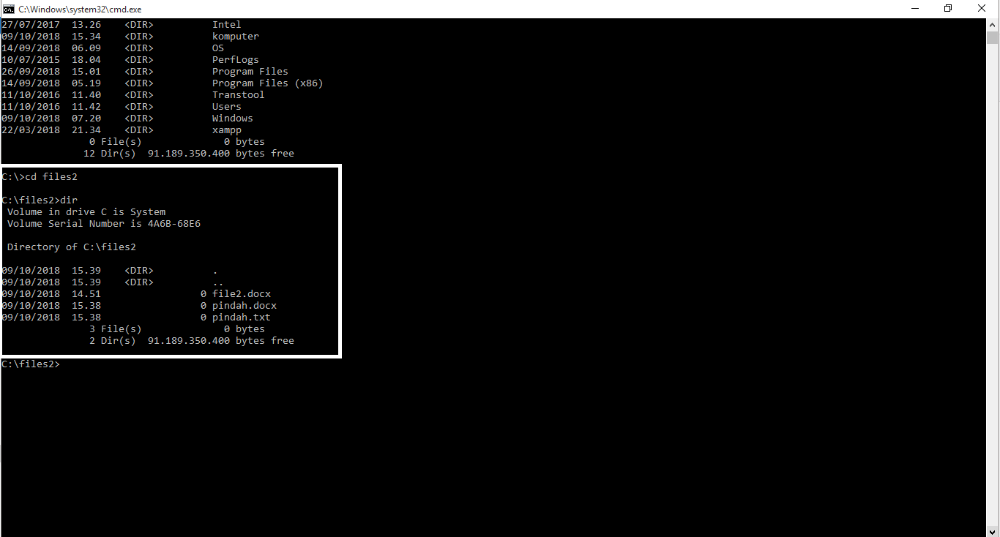 C:\Windows\system32\cmd.exe
27/07/2017  13.26    <DIR>          Intel
09/10/2018  15.34    <DIR>          komputer
14/09/2018  06.09    <DIR>          OS
10/07/2015  18.04    <DIR>          PerfLogs
26/09/2018  15.01    <DIR>          Program Files
14/09/2018  05.19    <DIR>          Program Files (x86)
11/10/2016  11.40    <DIR>          Transtool
11/10/2016  11.42    <DIR>          Users
09/10/2018  07.20    <DIR>          Windows
22/03/2018  21.34    <DIR>          xampp
               0 File(s)              0 bytes
              12 Dir(s)  91.189.350.400 bytes free
C:\>cd files2
C:\files2>dir
 Volume in drive C is System
 Volume Serial Number is 4A6B-68E6
 Directory of C:\files2
09/10/2018  15.39    <DIR>          .
09/10/2018  15.39    <DIR>          ..
09/10/2018  14.51                 0 file2.docx
09/10/2018  15.38                 0 pindah.docx
09/10/2018  15.38                 0 pindah.txt
               3 File(s)              0 bytes
               2 Dir(s)  91.189.350.400 bytes free
C:\files2>